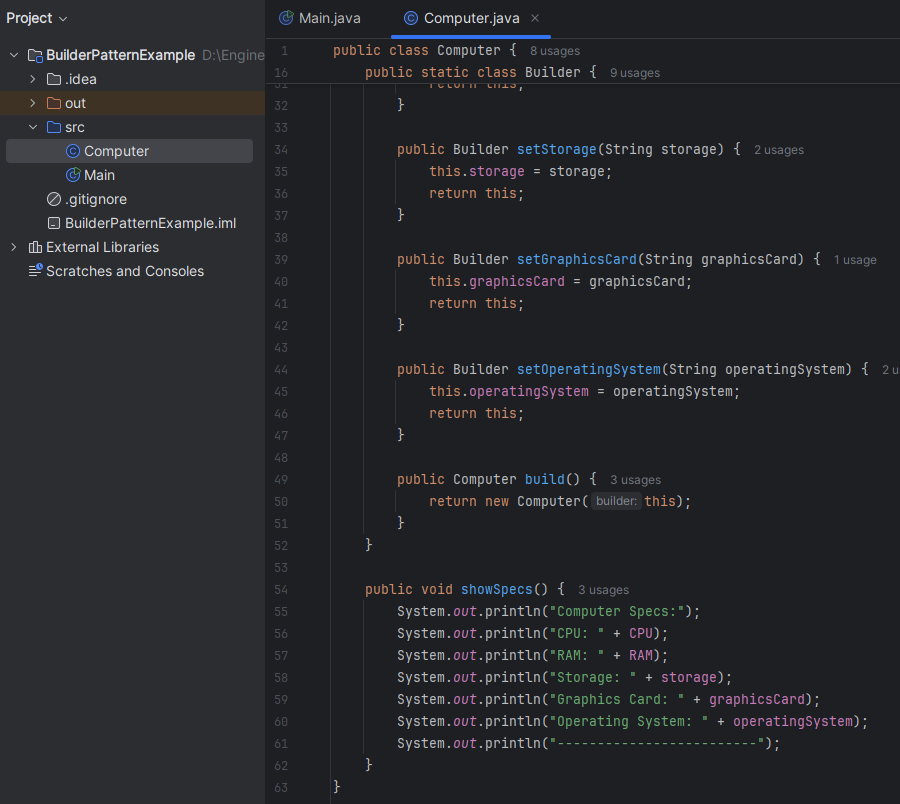 Project
BuilderPatternExample D:\Engine
.idea
out
src
Computer
Main
.gitignore
BuilderPatternExample.iml
External Libraries
Scratches and Consoles
Main.java
Computer.java
1 public class Computer { 8 usages
16 public static class Builder { 9 usages
31 return this;
32 }
33
34 public Builder setStorage(String storage) { 2 usages
35 this.storage = storage;
36 return this;
37 }
38
39 public Builder setGraphicsCard(String graphicsCard) { 1 usage
40 this.graphicsCard = graphicsCard;
41 return this;
42 }
43
44 public Builder setOperatingSystem(String operatingSystem) { 2 u
45 this.operatingSystem = operatingSystem;
46 return this;
47 }
48
49 public Computer build() { 3 usages
50 return new Computer( builder: this);
51 }
52 }
53
54 public void showSpecs() { 3 usages
55 System.out.println("Computer Specs:");
56 System.out.println("CPU: " + CPU);
57 System.out.println("RAM: " + RAM);
58 System.out.println("Storage: " + storage);
59 System.out.println("Graphics Card: " + graphicsCard);
60 System.out.println("Operating System: " + operatingSystem);
61 System.out.println("-------------------------");
62 }
63 }